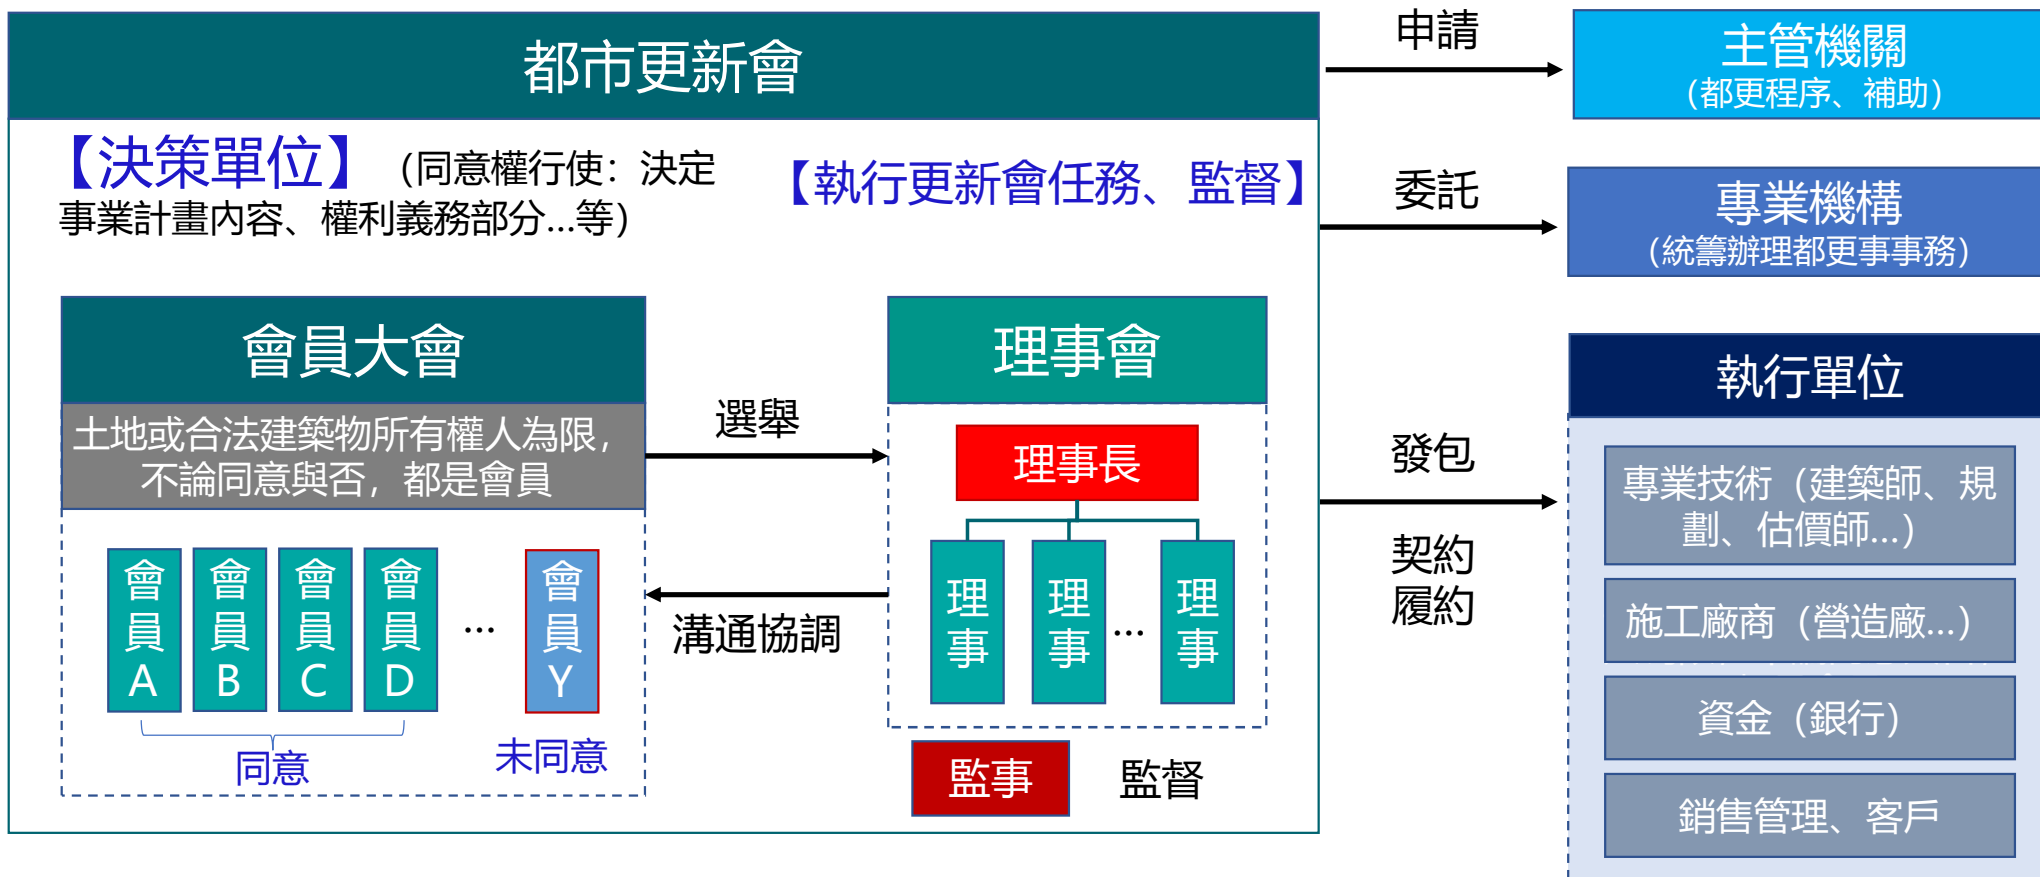 都市更新會
【決策單位】（同意權行使：決定
事業計畫內容、權利義務部分...等）
【執行更新會任務、監督】
會員大會
土地或合法建築物所有權人為限，
不論同意與否，都是會員
會員A
會員B
會員C
會員D
...
會員Y
同意
未同意
選舉
溝通協調
理事會
理事長
理事
理事
...
理事
監事
監督
申請
主管機關
（都更程序、補助）
委託
專業機構
（統籌辦理都更事事務）
發包
契約
履約
執行單位
專業技術（建築師、規
劃、估價師...）
施工廠商（營造廠...）
資金（銀行）
銷售管理、客戶